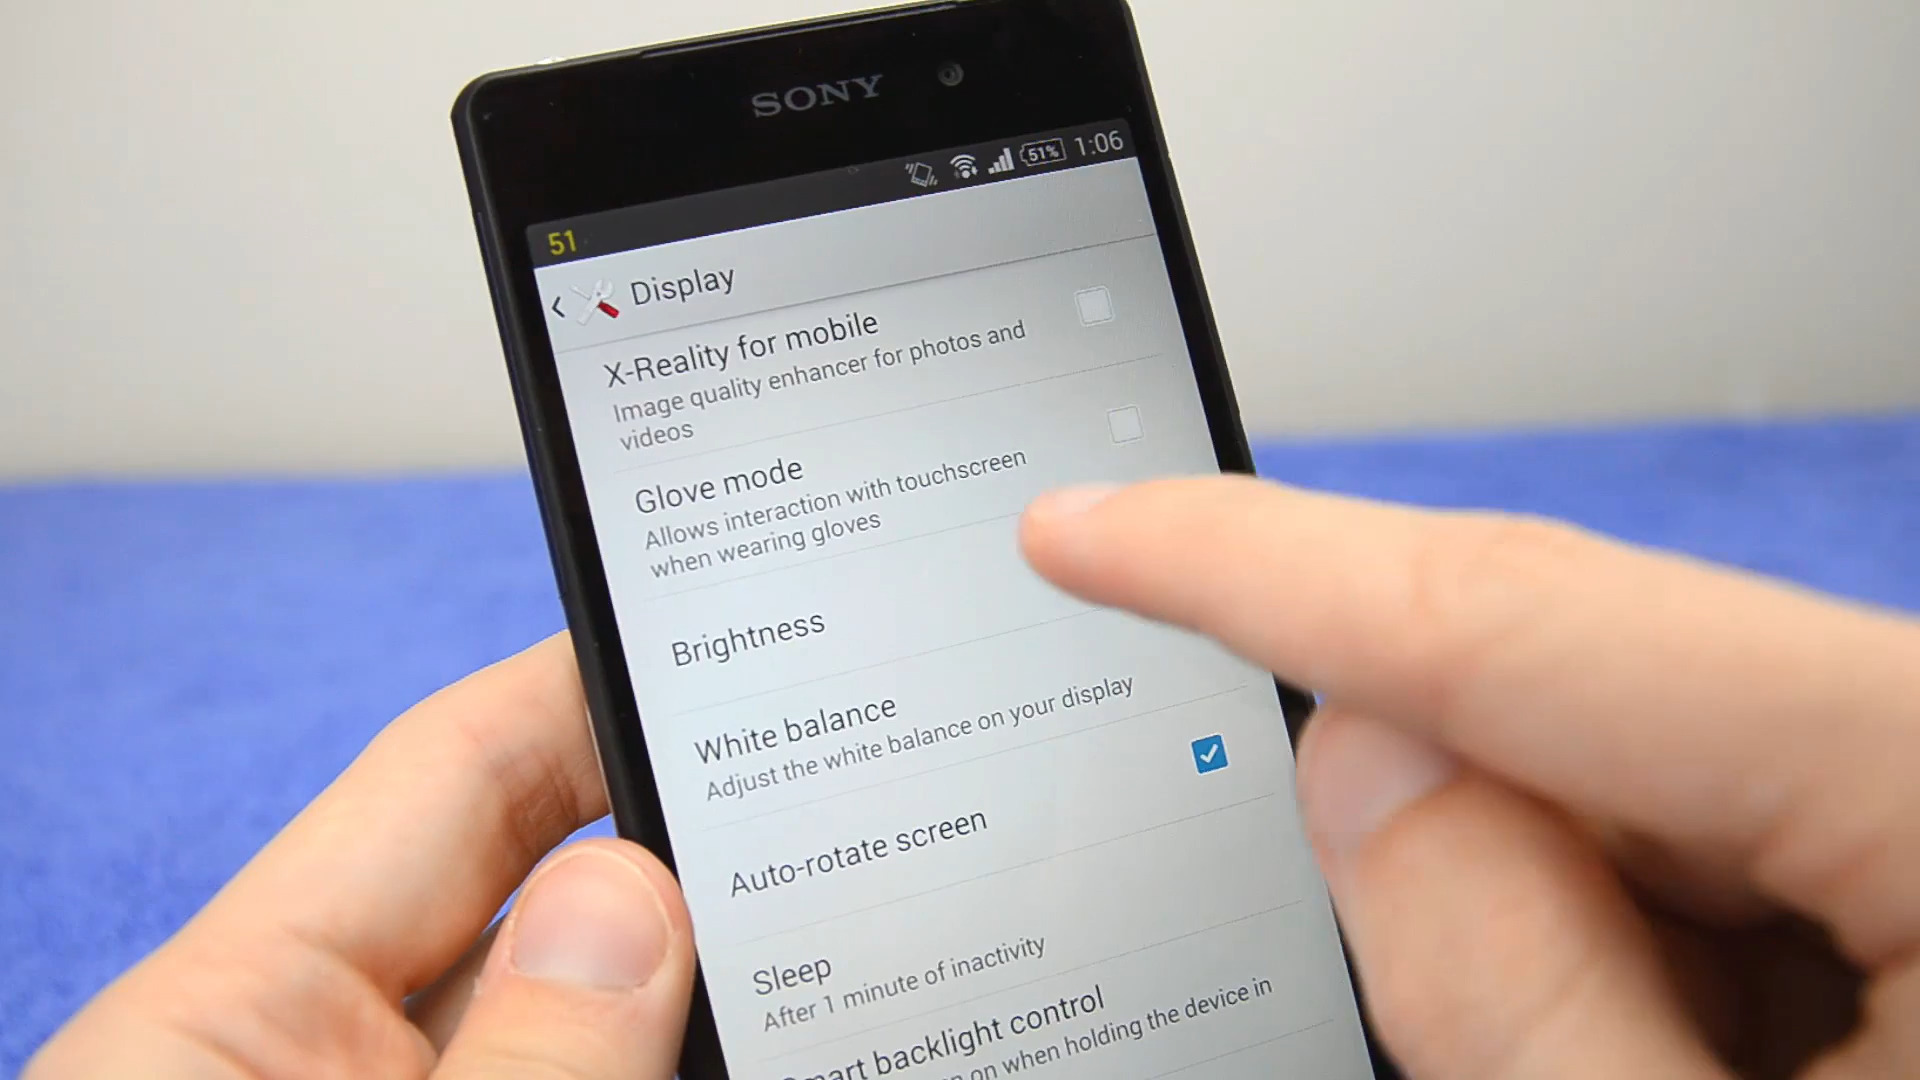 SONY
51% 1:06
51
Display
X-Reality for mobile
Image quality enhancer for photos and
videos
Glove mode
Allows interaction with touchscreen
when wearing gloves
Brightness
White balance
Adjust the white balance on your display
Auto-rotate screen
Sleep
After 1 minute of inactivity
backlight control
on when holding the device in